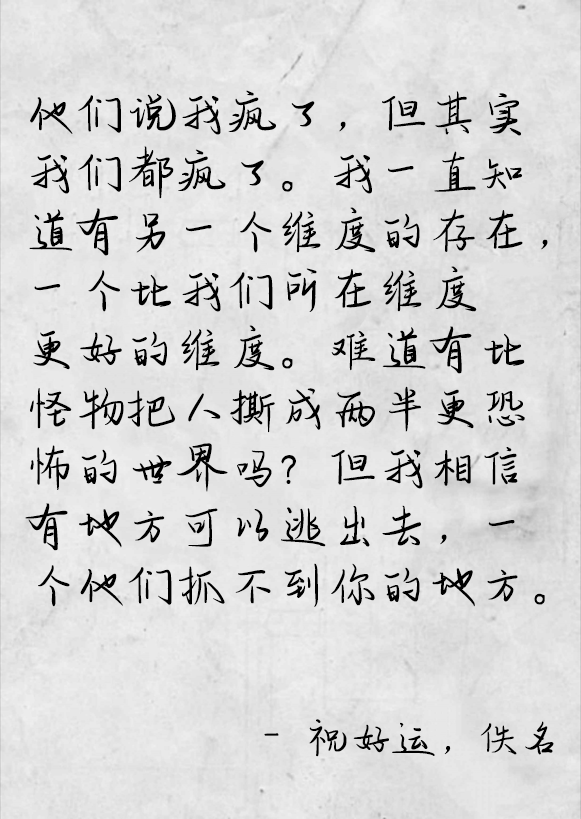 他们说我疯了，但其实
我们都疯了。我一直知
道有另一个维度的存在，
一个比我们所在维度
更好的维度。难道有比
怪物把人撕成两半更恐
怖的世界吗？但我相信
有地方可以逃出去，一
个他们抓不到你的地方。
- 祝好运，佚名